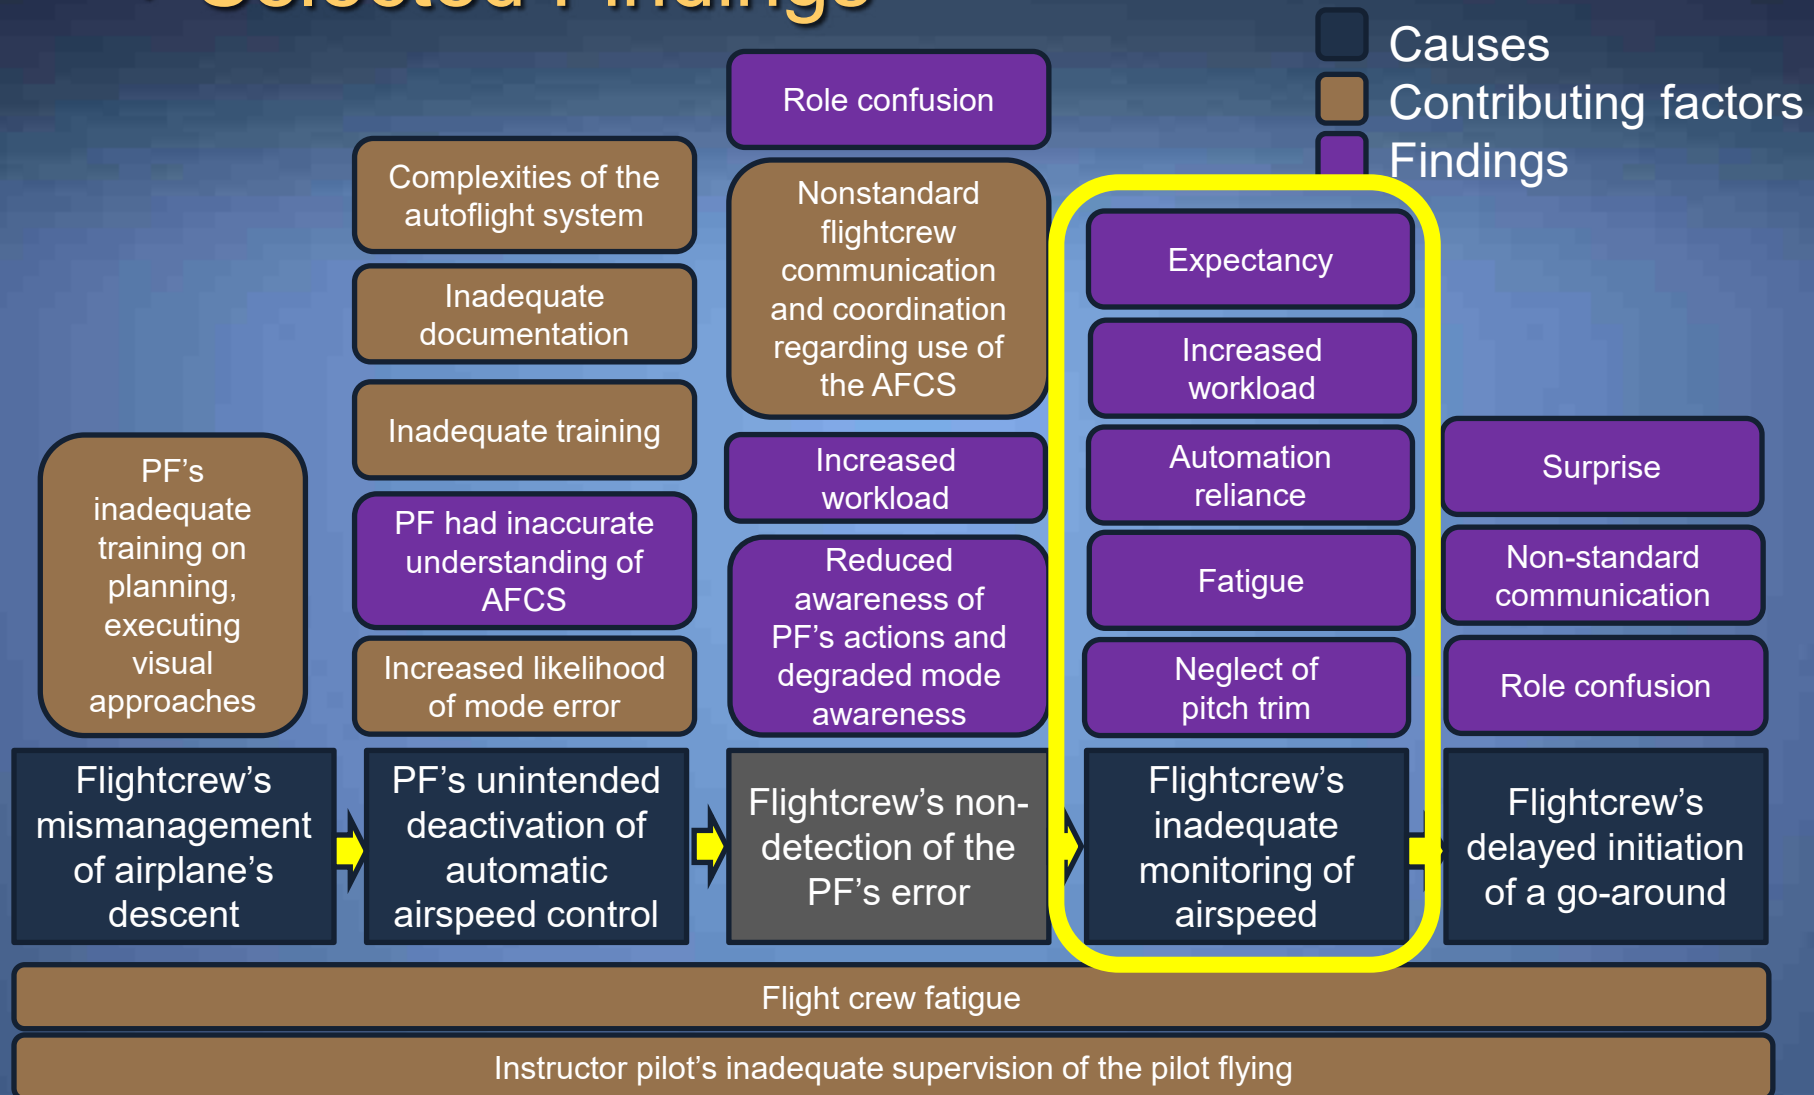 Selected Findings
Causes
Contributing factors
Findings
PF's
inadequate
training on
planning,
executing
visual
approaches
Flightcrew's
mismanagement
of airplane's
descent
Complexities of the
autoflight system
Inadequate
documentation
Inadequate training
PF had inaccurate
understanding of
AFCS
Increased likelihood
of mode error
PF's unintended
deactivation of
automatic
airspeed control
Role confusion
Nonstandard
flightcrew
communication
and coordination
regarding use of
the AFCS
Increased
workload
Reduced
awareness of
PF's actions and
degraded mode
awareness
Flightcrew's non-
detection of the
PF's error
Expectancy
Increased
workload
Automation
reliance
Fatigue
Neglect of
pitch trim
Flightcrew's
inadequate
monitoring of
airspeed
Surprise
Non-standard
communication
Role confusion
Flightcrew's
delayed initiation
of a go-around
Flight crew fatigue
Instructor pilot's inadequate supervision of the pilot flying